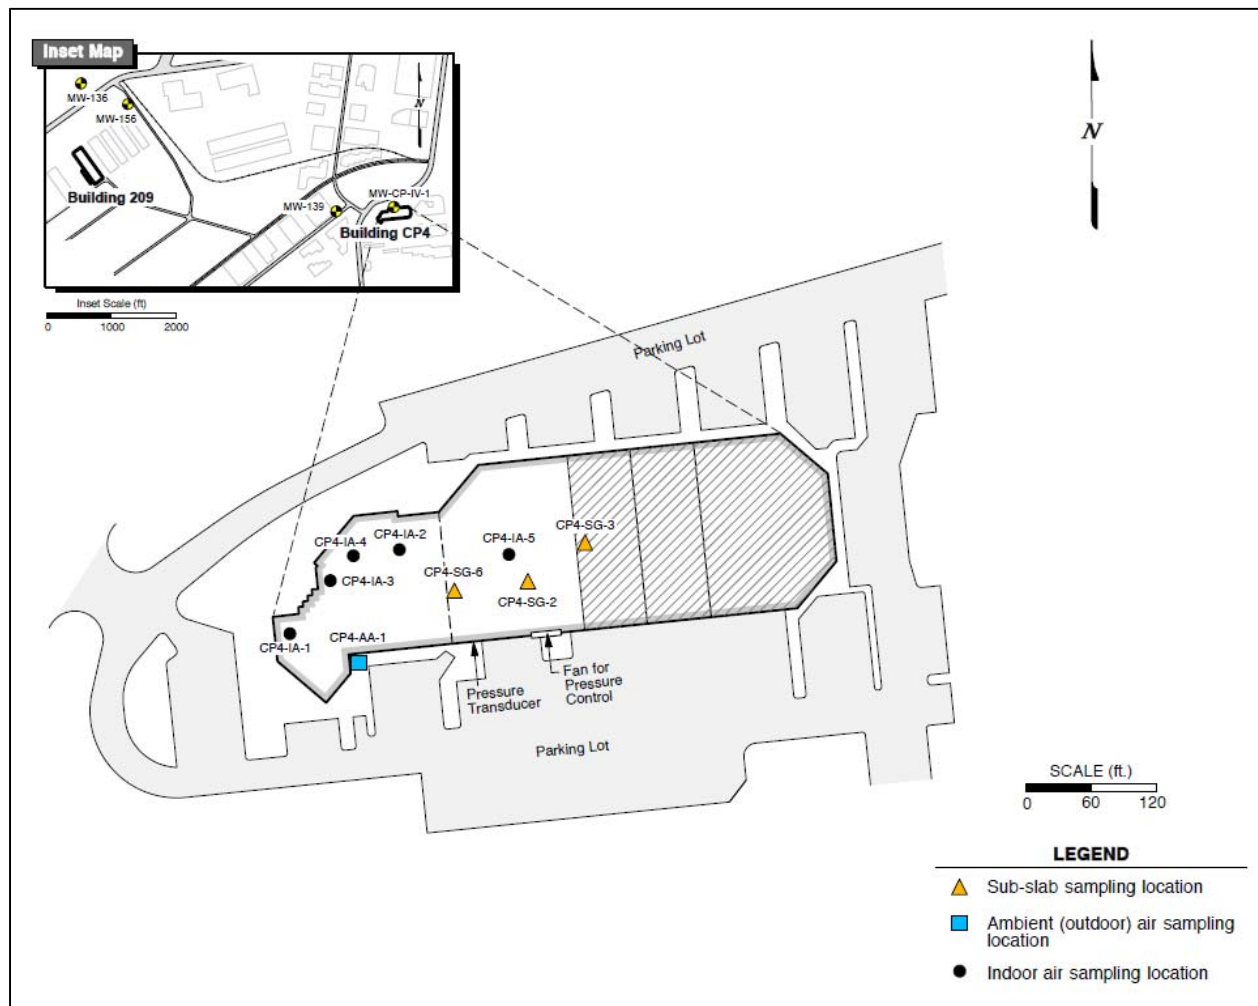 Inset Map
MW-136
MW-156
N
Building 209
MW-139
MW-CP-IV-1
Building CP4
Inset Scale (ft)
0 1000 2000
N
Parking Lot
CP4-SG-3
CP4-IA-4
CP4-IA-2
CP4-IA-5
CP4-IA-3
CP4-SG-6
CP4-SG-2
CP4-IA-1
CP4-AA-1
Pressure
Transducer
Fan for
Pressure
Control
Parking Lot
SCALE (ft.)
0 60 120
LEGEND
Sub-slab sampling location
Ambient (outdoor) air sampling
location
Indoor air sampling location